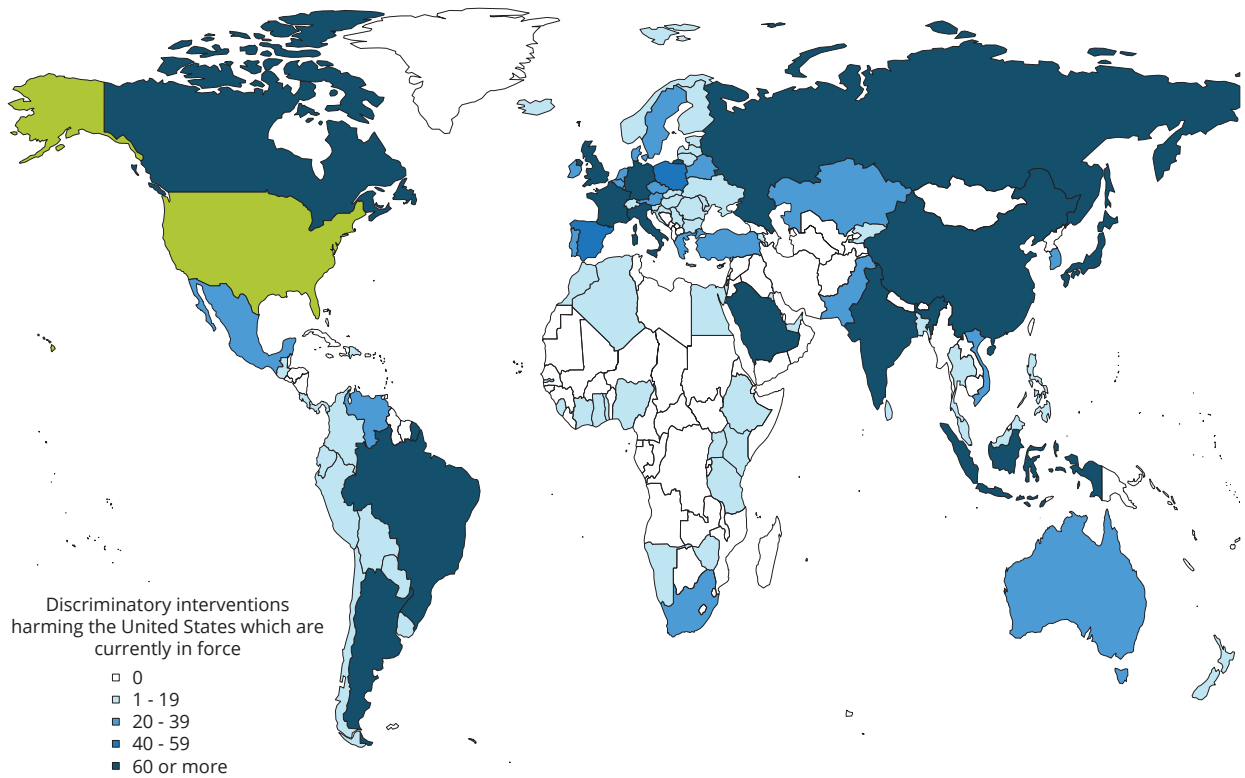 Discriminatory interventions
harming the United States which are
currently in force
0
1 - 19
20 - 39
40 - 59
60 or more